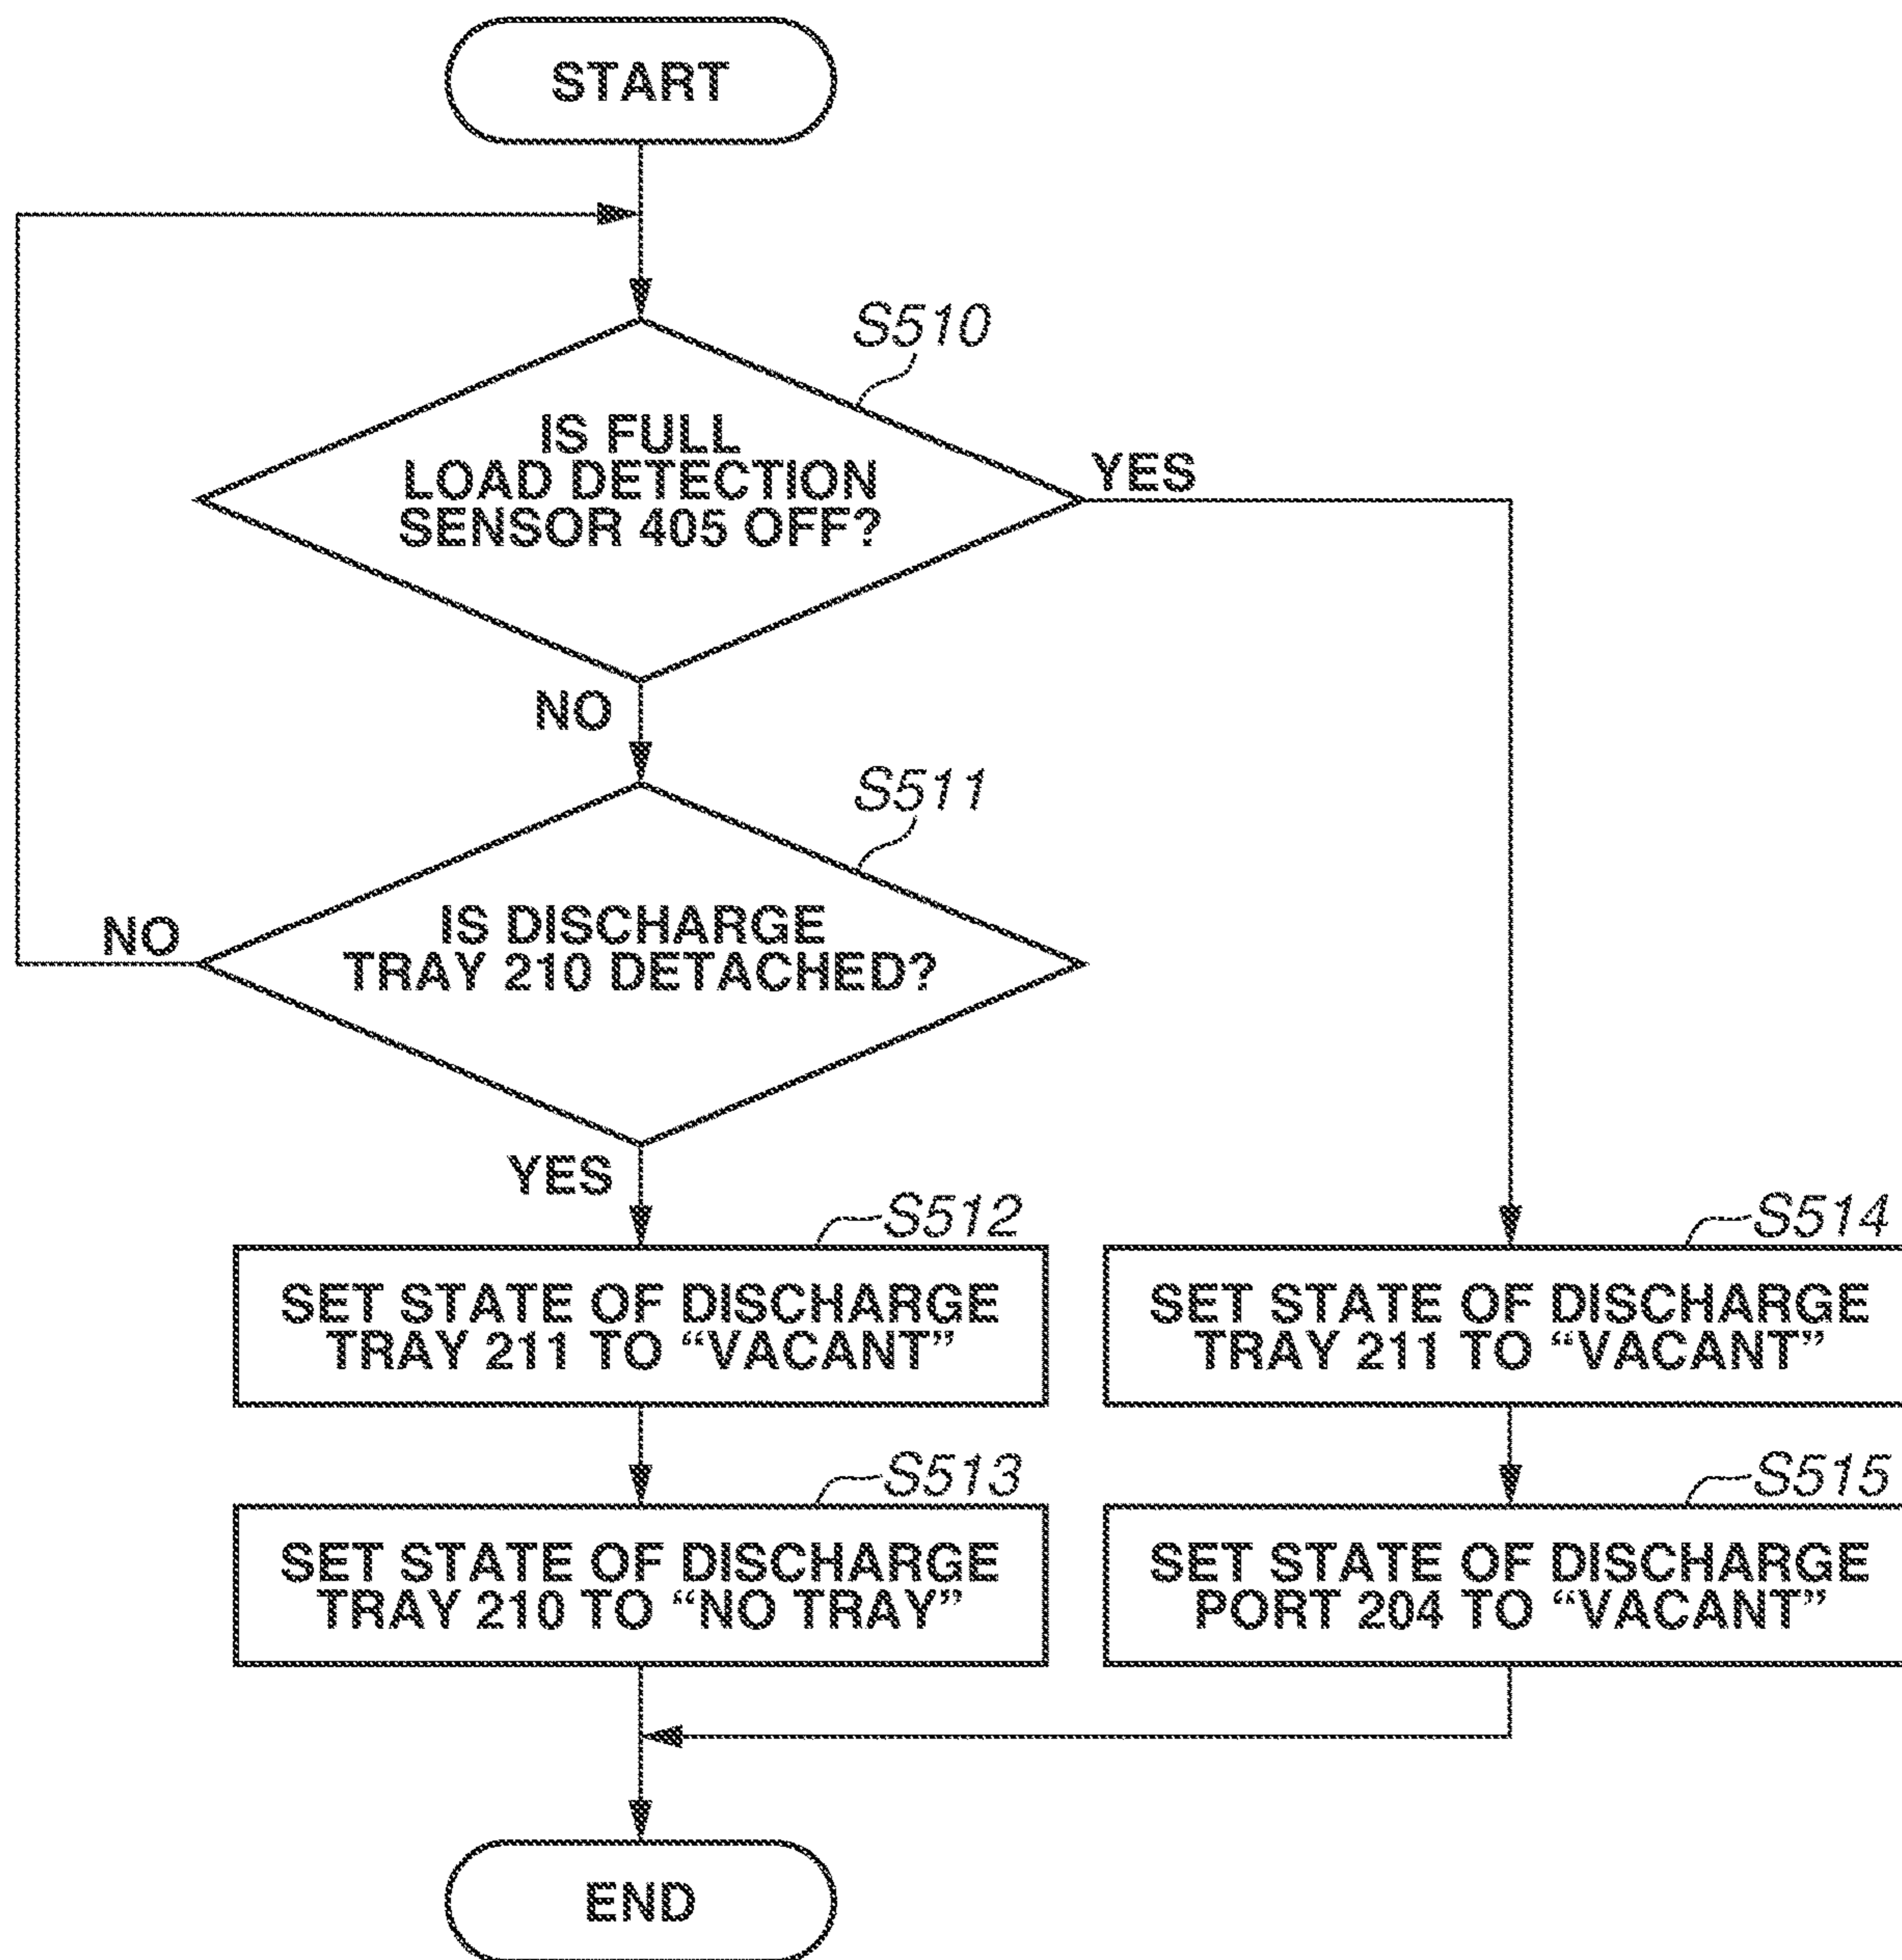 START
S510
IS FULL
LOAD DETECTION
SENSOR 405 OFF?
YES
NO
S511
IS DISCHARGE
TRAY 210 DETACHED?
NO
YES
S512
SET STATE OF DISCHARGE
TRAY 211 TO “VACANT”
S514
SET STATE OF DISCHARGE
TRAY 211 TO “VACANT”
S513
SET STATE OF DISCHARGE
TRAY 210 TO “NO TRAY”
S515
SET STATE OF DISCHARGE
PORT 204 TO “VACANT”
END